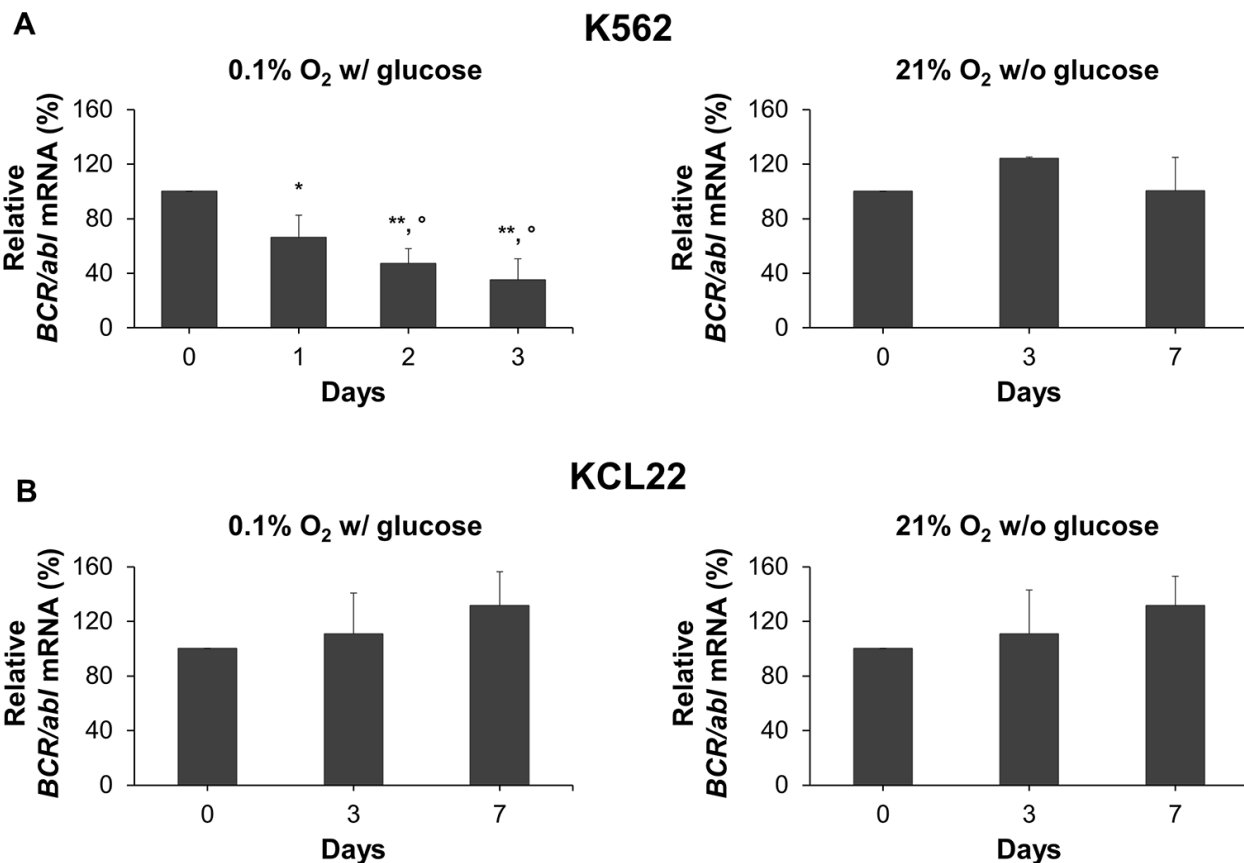 A
K562
0.1% O₂ w/ glucose
Relative
BCR/abl mRNA (%)
160
120
80
40
0
*
**, °
**, °
0 1 2 3
Days
21% O₂ w/o glucose
Relative
BCR/abl mRNA (%)
160
120
80
40
0
0 3 7
Days
B
KCL22
0.1% O₂ w/ glucose
Relative
BCR/abl mRNA (%)
160
120
80
40
0
0 3 7
Days
21% O₂ w/o glucose
Relative
BCR/abl mRNA (%)
160
120
80
40
0
0 3 7
Days